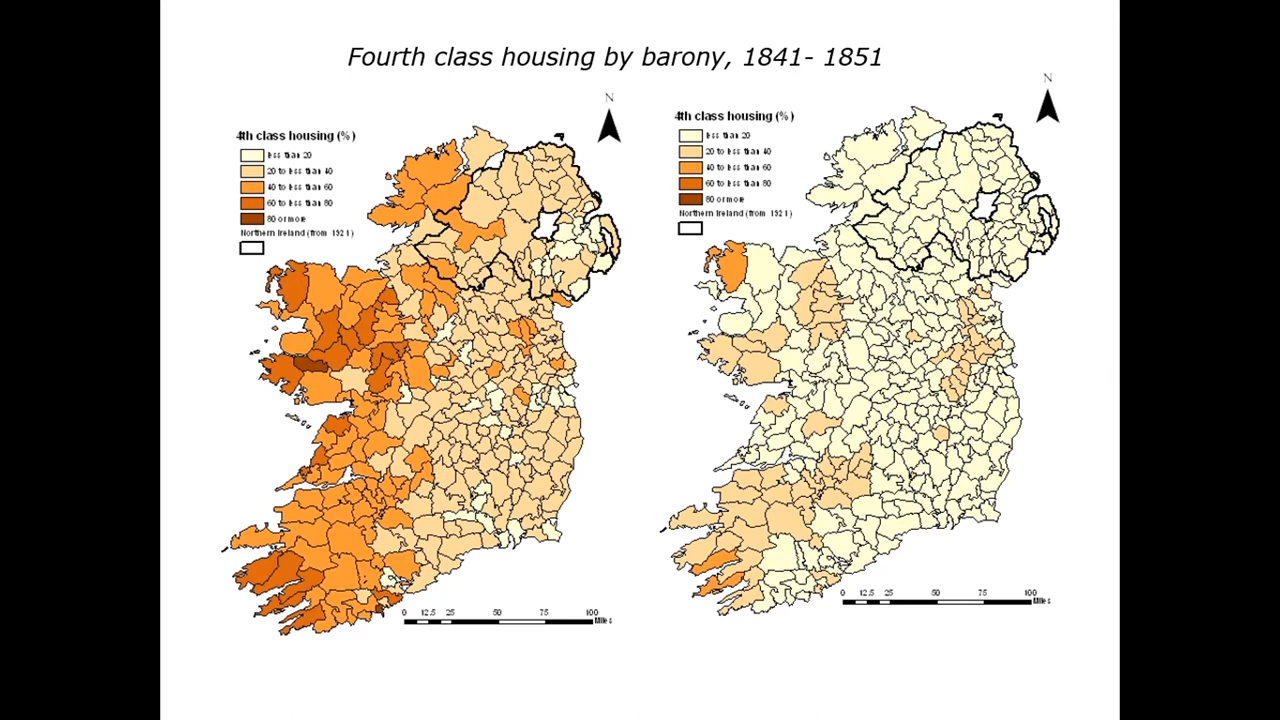 Fourth class housing by barony, 1841- 1851
N
4th class housing (%)
less than 20
20 to less than 40
40 to less than 60
60 to less than 80
80 or more
Northern Ireland (from 1921)
0 12.5 25 50 75 100
Miles
N
4th class housing (%)
less than 20
20 to less than 40
40 to less than 60
60 to less than 80
80 or more
Northern Ireland (from 1921)
0 12.5 25 50 75 100
Miles